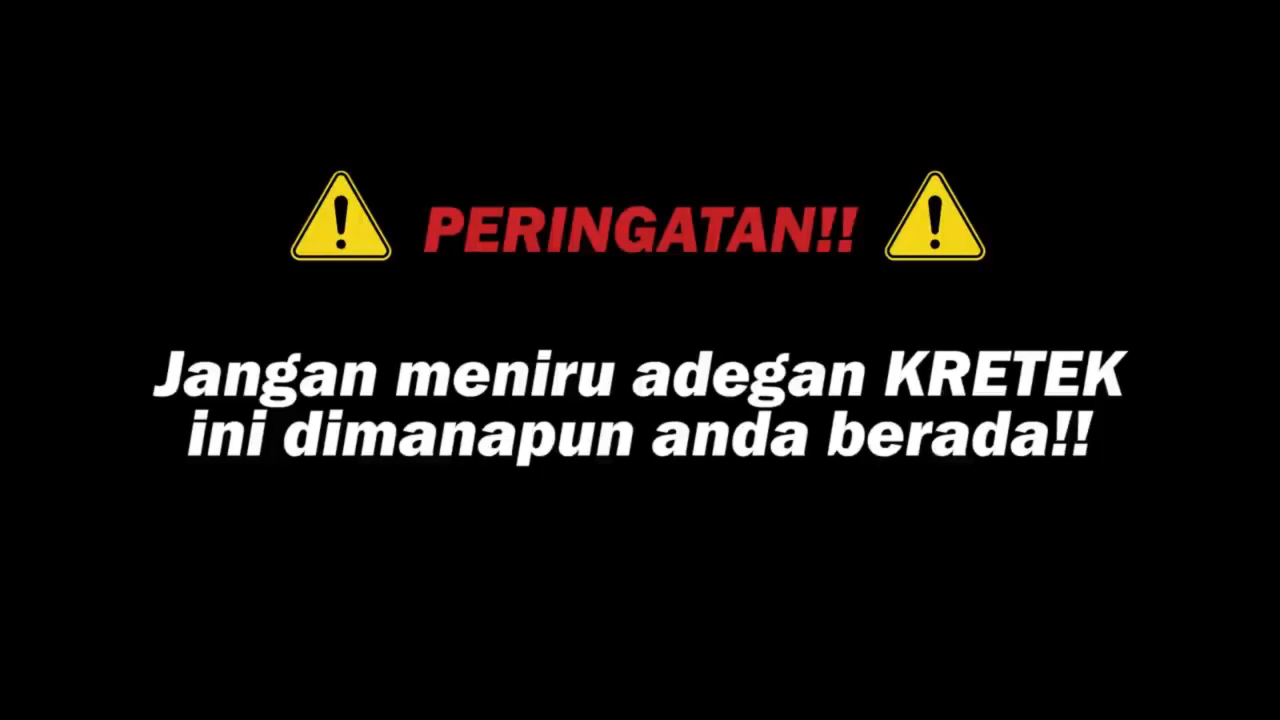 PERINGATAN!!
Jangan meniru adegan KRETEK
ini dimanapun anda berada!!